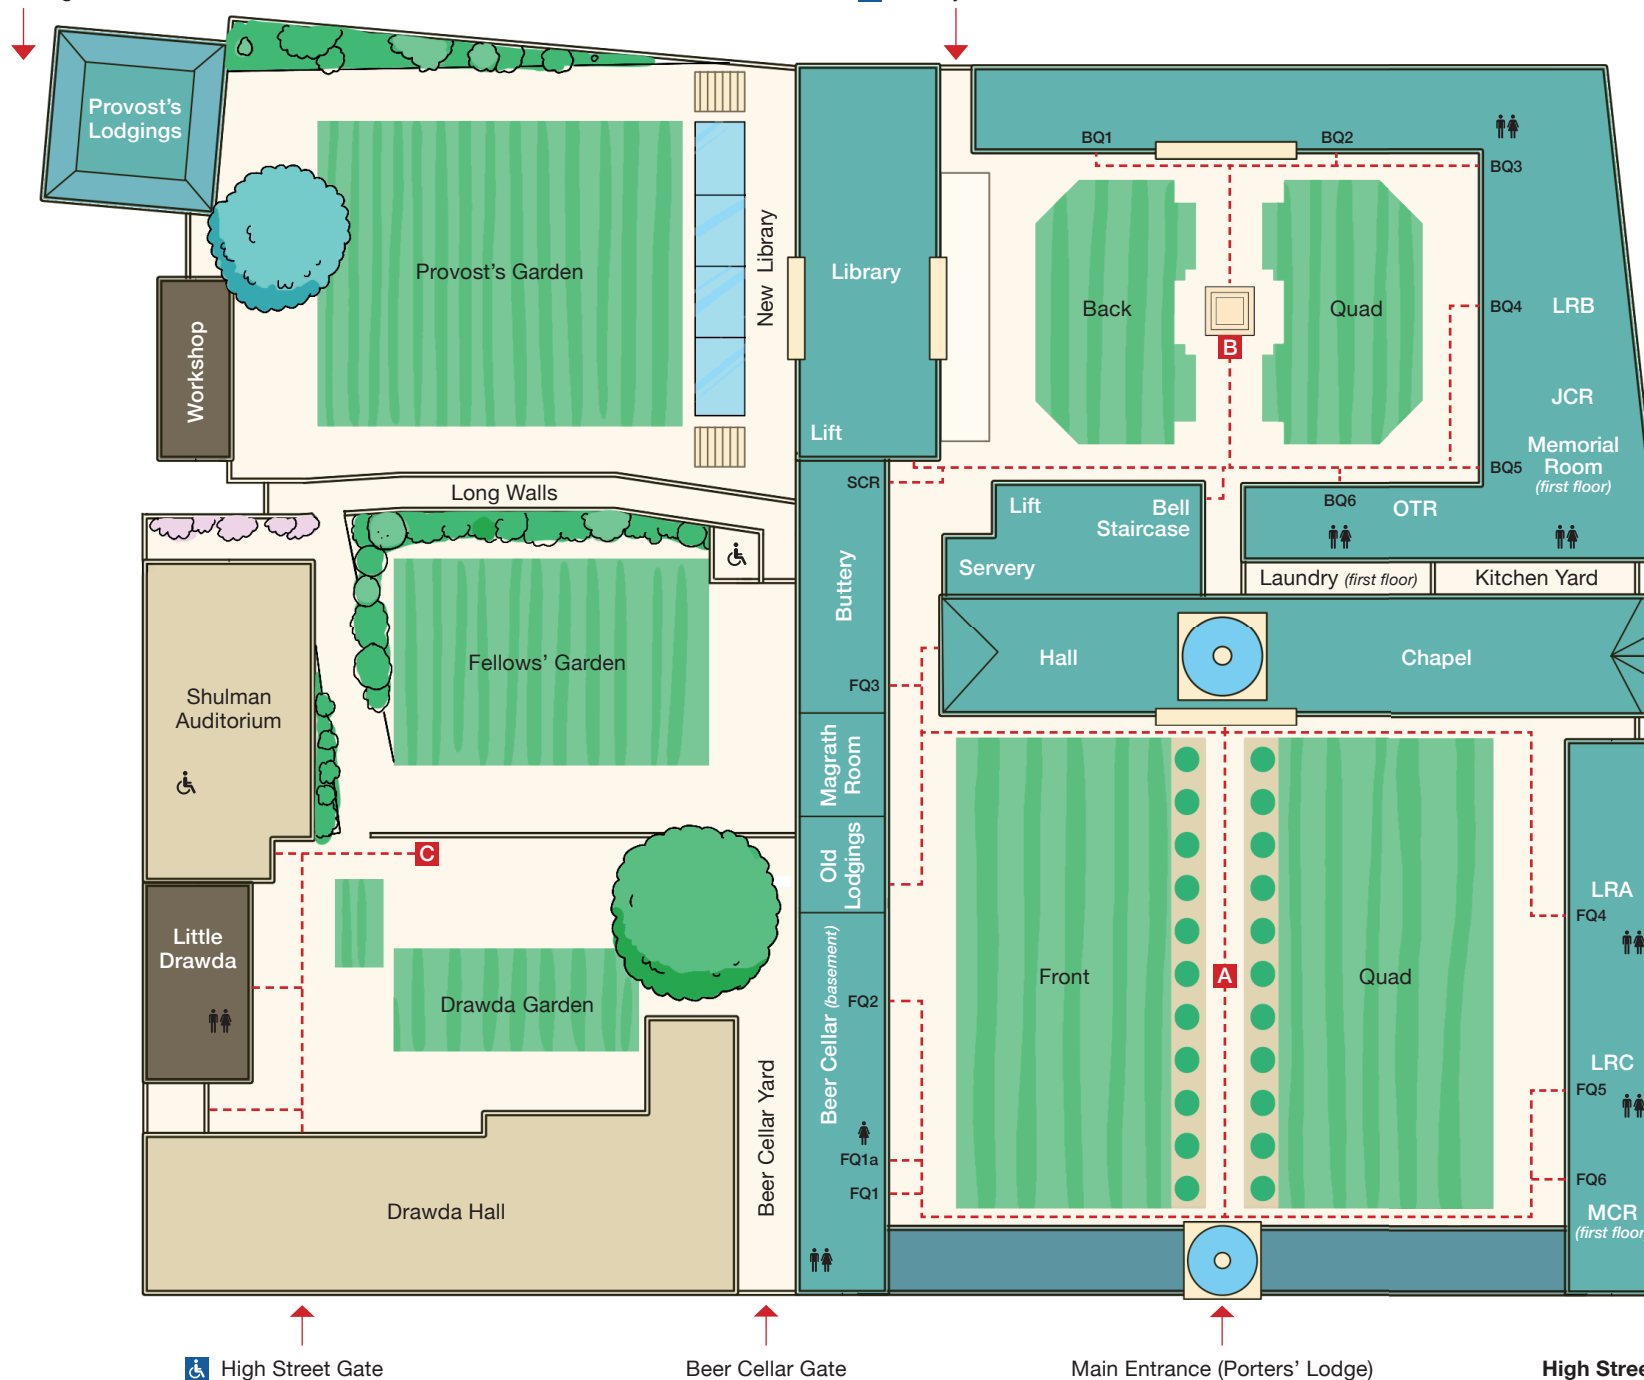 Provost's
Lodgings
Workshop
Provost's Garden
New Library
Library
Lift
BQ1
BQ2
BQ3
Back
Quad
B
BQ4
LRB
JCR
Memorial
Room
(first floor)
BQ5
BQ6
OTR
Long Walls
SCR
Lift
Bell
Staircase
Servery
Laundry (first floor)
Kitchen Yard
Buttery
Hall
Chapel
Fellows' Garden
FQ3
Shulman
Auditorium
Magrath
Room
Old
Lodgings
C
Little
Drawda
Drawda Garden
Beer Cellar (basement)
FQ2
Front
A
Quad
LRA
FQ4
LRC
FQ5
FQ1a
FQ1
FQ6
MCR
(first floor
Beer Cellar Yard
Drawda Hall
High Street Gate
Beer Cellar Gate
Main Entrance (Porters' Lodge)
High Stree